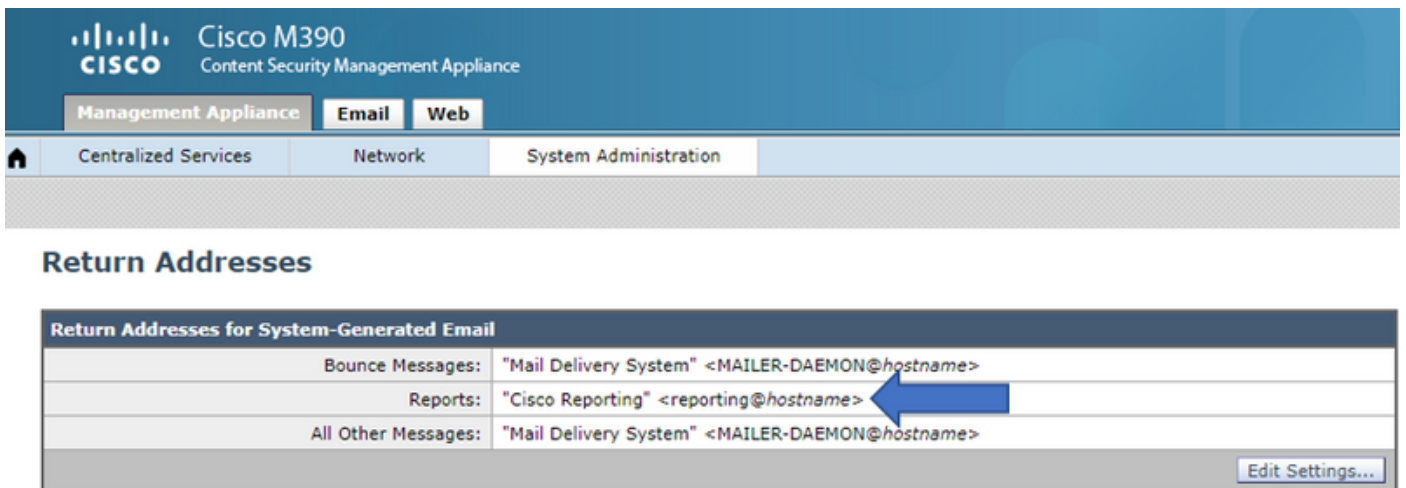 Cisco M390
CISCO Content Security Management Appliance
Management Appliance Email Web
Centralized Services Network System Administration
Return Addresses
Return Addresses for System-Generated Email
Bounce Messages: "Mail Delivery System" <MAILER-DAEMON@hostname>
Reports: "Cisco Reporting" <reporting@hostname>
All Other Messages: "Mail Delivery System" <MAILER-DAEMON@hostname>
Edit Settings...